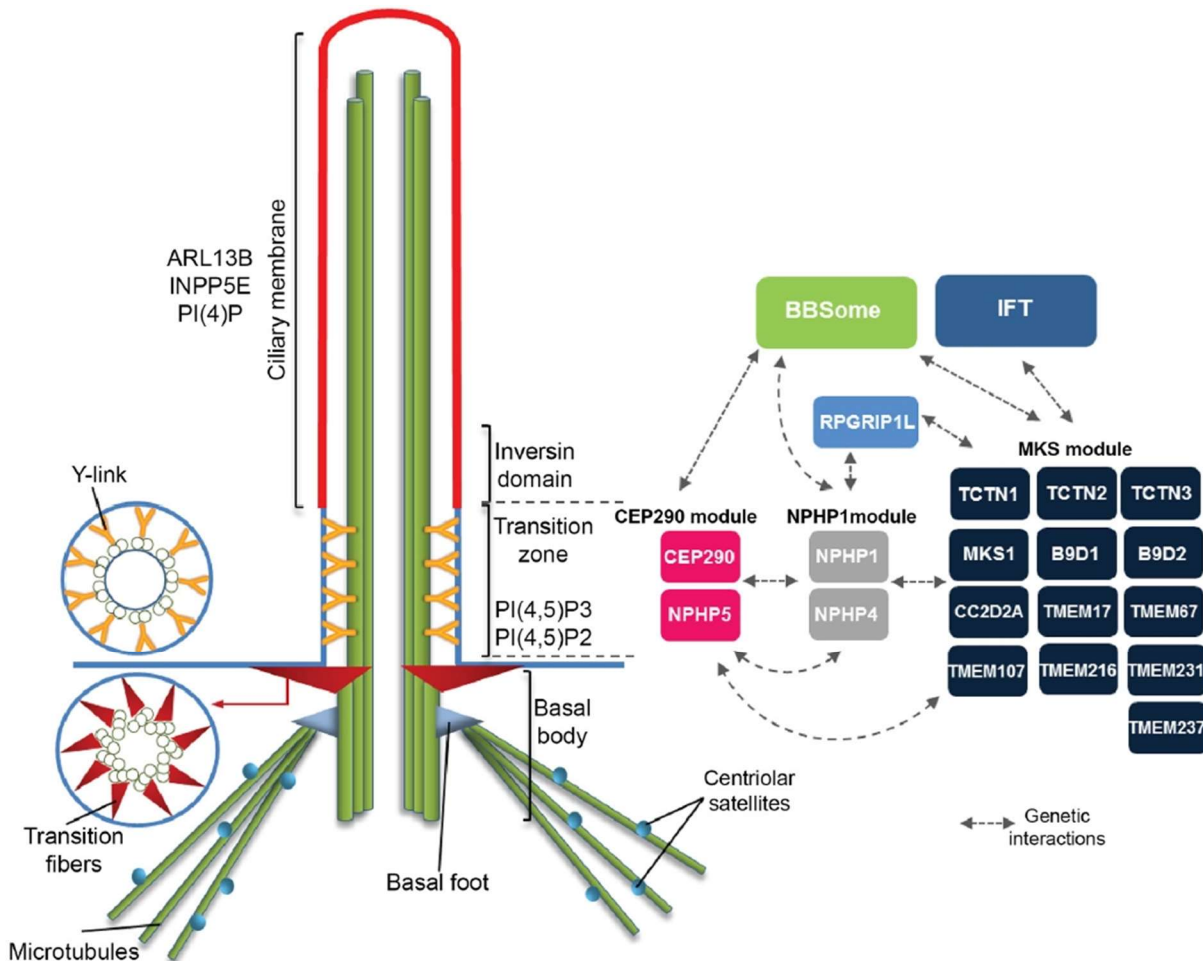 ARL13B
INPP5E
PI(4)P
Ciliary membrane
Y-link
Inversin
domain
Transition
zone
PI(4,5)P3
PI(4,5)P2
Basal
body
Transition
fibers
Microtubules
Basal foot
Centriolar
satellites
BBSome
IFT
RPGRIP1L
MKS module
TCTN1
TCTN2
TCTN3
CEP290 module
NPHP1module
CEP290
NPHP1
MKS1
B9D1
B9D2
NPHP5
NPHP4
CC2D2A
TMEM17
TMEM67
TMEM107
TMEM216
TMEM231
TMEM237
Genetic
interactions